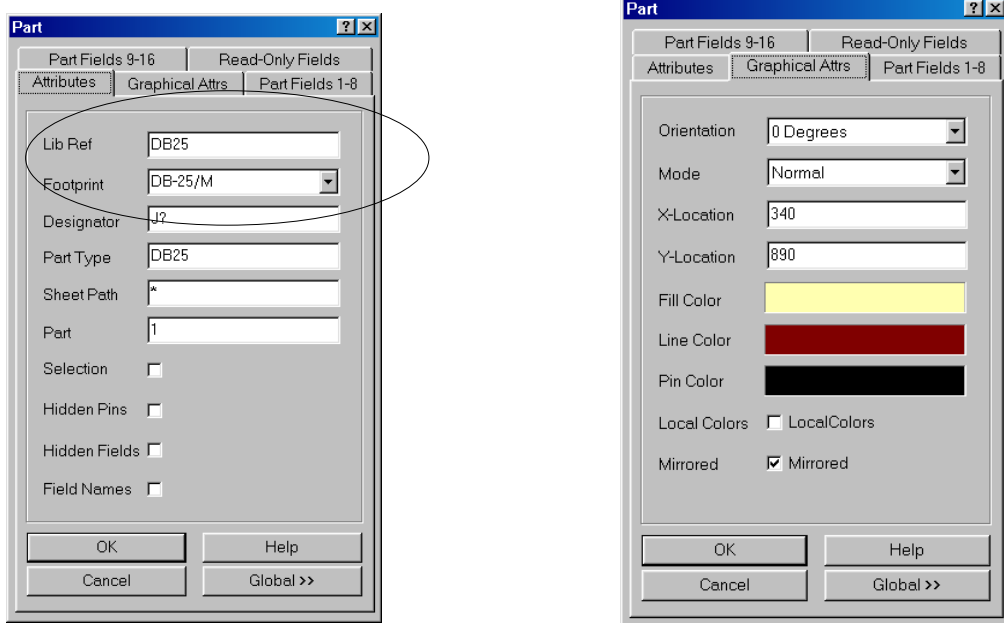 Part
Part Fields 9-16 Read-Only Fields
Attributes Graphical Attrs Part Fields 1-8
Lib Ref DB25
Footprint DB-25/M
Designator J?
Part Type DB25
Sheet Path *
Part 1
Selection
Hidden Pins
Hidden Fields
Field Names
OK Help
Cancel Global >>
Part
Part Fields 9-16 Read-Only Fields
Attributes Graphical Attrs Part Fields 1-8
Orientation 0 Degrees
Mode Normal
X-Location 340
Y-Location 890
Fill Color
Line Color
Pin Color
Local Colors LocalColors
Mirrored Mirrored
OK Help
Cancel Global >>